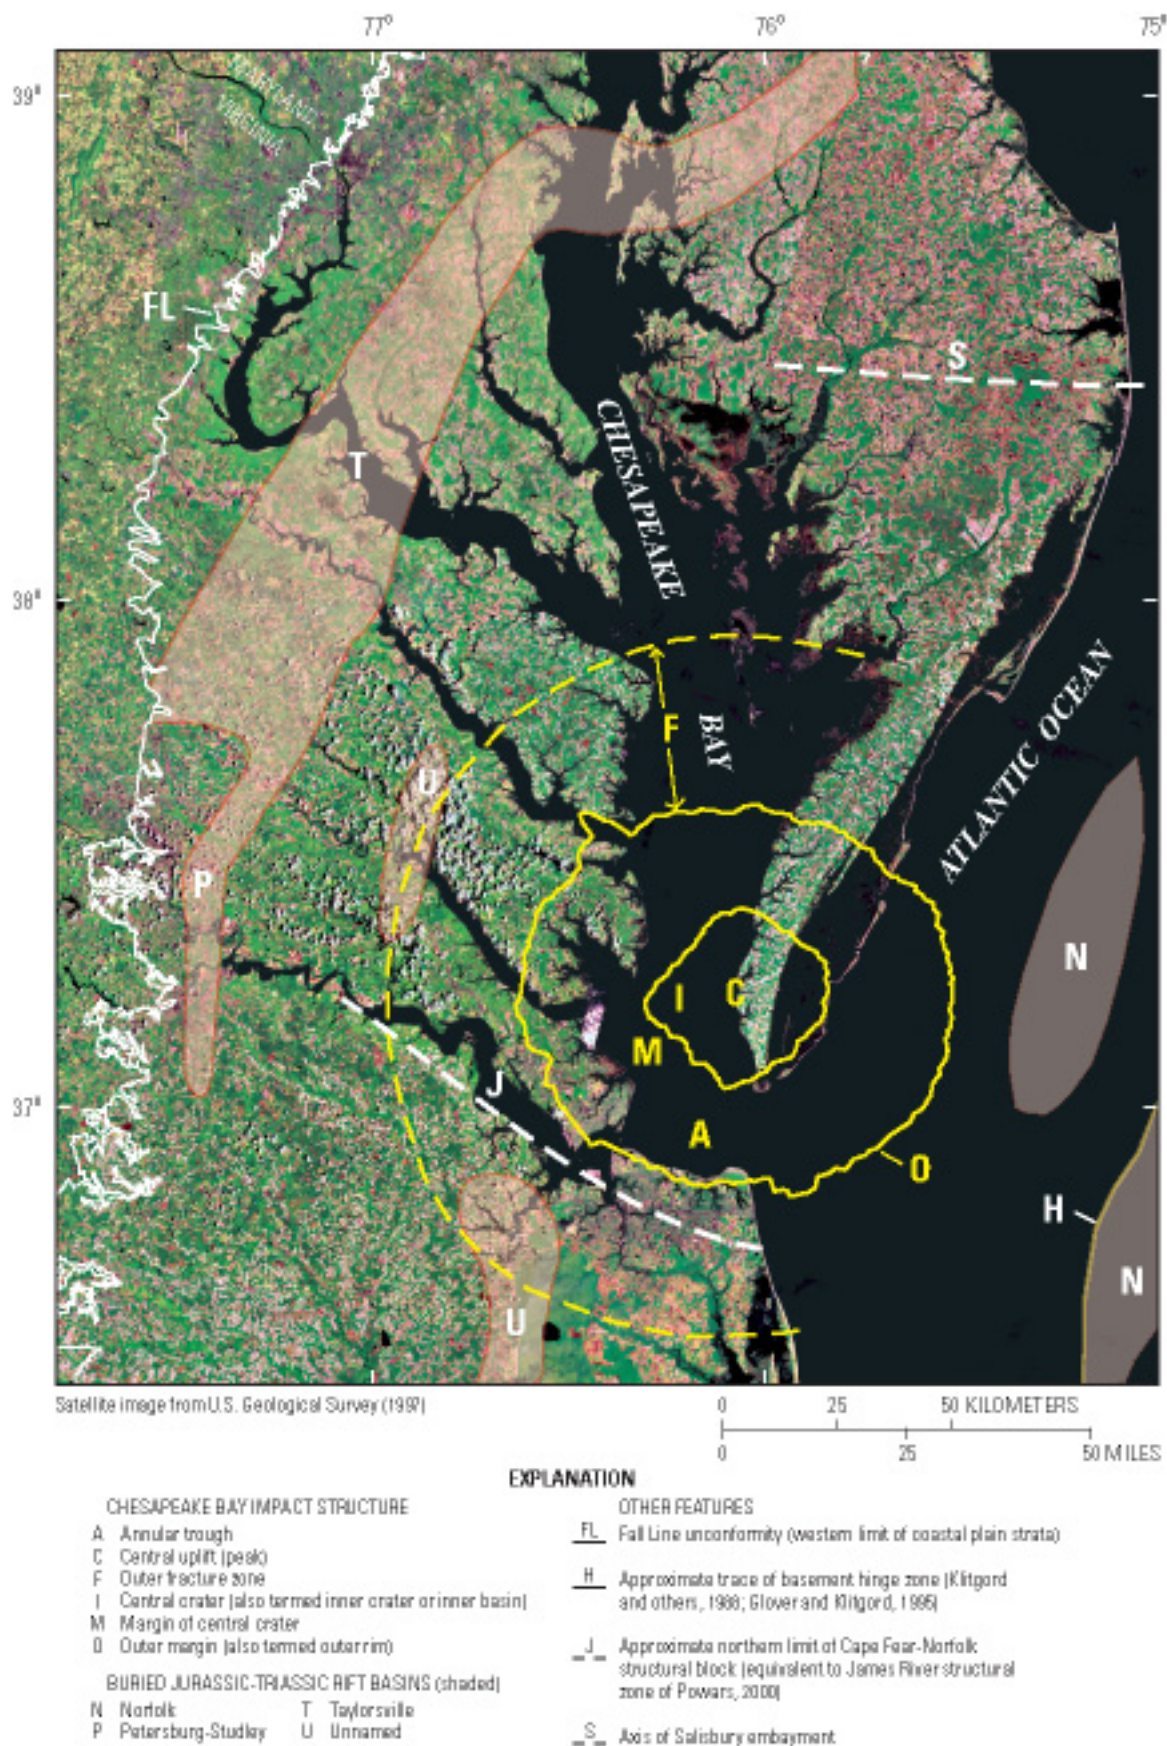 77°
76°
75°
39°
MARYLAND
VIRGINIA
FL
S
CHESAPEAKE
T
38°
BAY
F
ATLANTIC OCEAN
U
P
N
I
C
M
J
37°
A
O
H
N
U
Satellite image from U.S. Geological Survey (1997)
0 25 50 KILOMETERS
0 25 50 MILES
EXPLANATION
CHESAPEAKE BAY IMPACT STRUCTURE
A Annular trough
C Central uplift (peak)
F Outer fracture zone
I Central crater (also termed inner crater or inner basin)
M Margin of central crater
O Outer margin (also termed outer rim)
BURIED JURASSIC-TRIASSIC RIFT BASINS (shaded)
N Norfolk T Taylorsville
P Petersburg-Studley U Unnamed
OTHER FEATURES
FL Fall Line unconformity (western limit of coastal plain strata)
H Approximate trace of basement hinge zone (Klitgord
and others, 1988; Glover and Klitgord, 1995)
J Approximate northern limit of Cape Fear-Norfolk
structural block (equivalent to James River structural
zone of Powars, 2000)
S Axis of Salisbury embayment